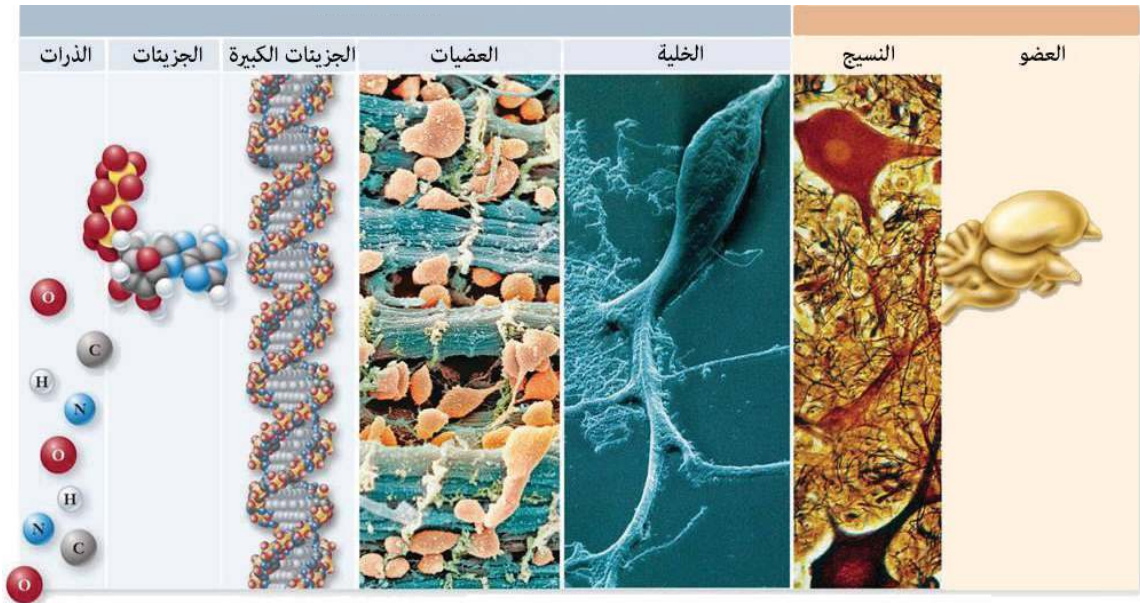 العضو
النسيج
الخلية
العضيات
الجزيئات الكبيرة
الجزيئات
الذرات
O
C
H
N
O
H
N
C
O